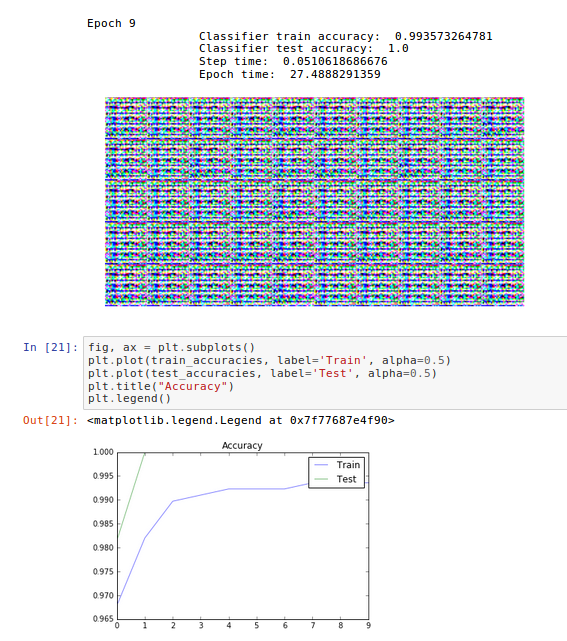 Epoch 9
Classifier train accuracy:  0.993573264781
Classifier test accuracy:  1.0
Step time:  0.0510618686676
Epoch time:  27.4888291359
In [21]: fig, ax = plt.subplots()
plt.plot(train_accuracies, label='Train', alpha=0.5)
plt.plot(test_accuracies, label='Test', alpha=0.5)
plt.title("Accuracy")
plt.legend()
Out[21]: <matplotlib.legend.Legend at 0x7f77687e4f90>
Accuracy
1.000
0.995
0.990
0.985
0.980
0.975
0.970
0.965
Train
Test
0 1 2 3 4 5 6 7 8 9